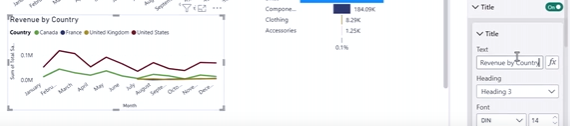 Revenue by Country
Country Canada France United Kingdom United States
Sum of Total Sa...
0.1M
0.0M
January
Febru...
March
April
May
June
July
August
Septe...
Octo...
Nove...
Dece...
Month
Compone... 184.09K
Clothing 8.29K
Accessories 1.25K
0.1%
Title
On
Title
Text
Revenue by Country
fx
Heading
Heading 3
Font
DIN 14